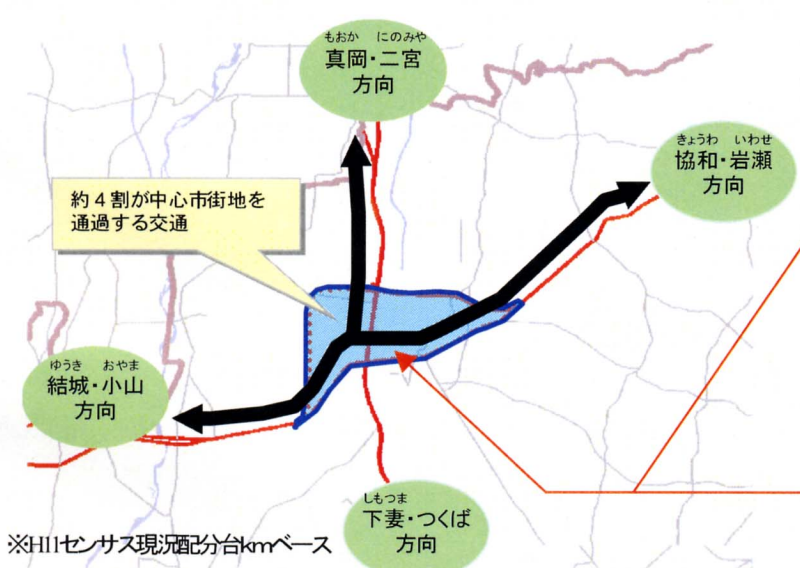 もおか にのみや
真岡・二宮
方向
きょうわ いわせ
協和・岩瀬
方向
約4割が中心市街地を
通過する交通
ゆうき おやま
結城・小山
方向
しもつま
下妻・つくば
方向
※H11センサス現況配分台kmベース